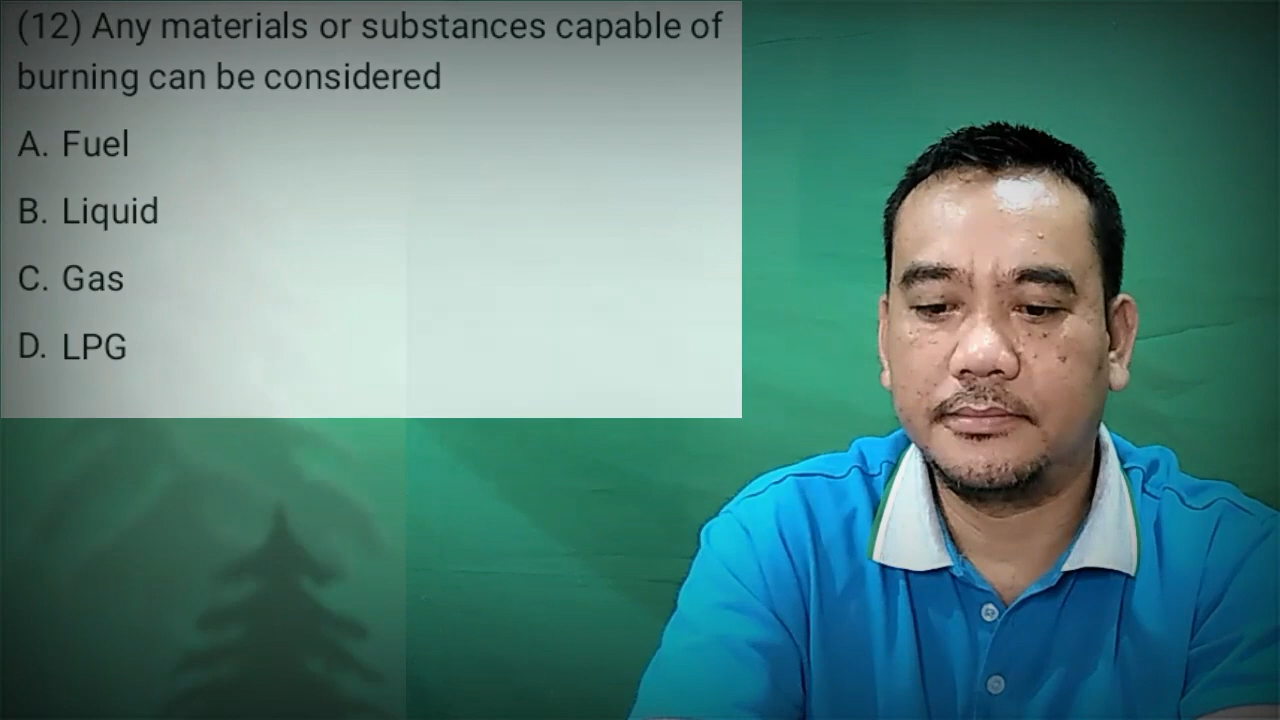 (12) Any materials or substances capable of
burning can be considered
A. Fuel
B. Liquid
C. Gas
D. LPG